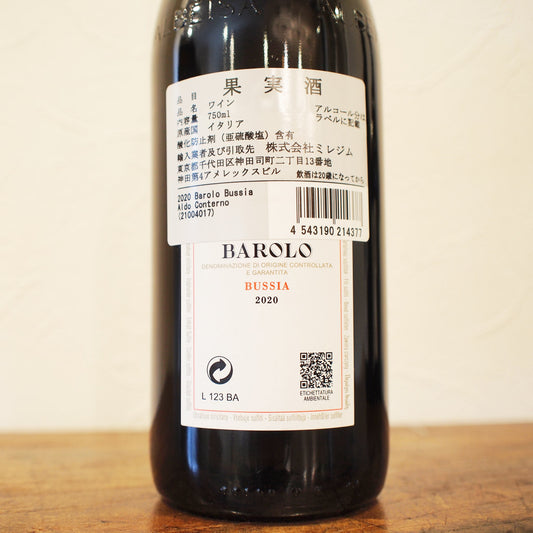 ALBEISA
果実酒
品目 名 ワイン
内容量 750ml
アルコール分は
ラベルに記載
原産国 イタリア
酸化防止剤（亜硫酸塩）含有
輸入業者及び引取先 株式会社ミレジム
東京都千代田区神田司町二丁目13番地
神田第4アメレックスビル
飲酒は20歳になってから。
2020 Barolo Bussia
Aldo Conterno
(21004017)
4 543190 214377
BAROLO
DENOMINAZIONE DI ORIGINE CONTROLLATA
E GARANTITA
BUSSIA
2020
L 123 BA
ETICHETTATURA
AMBIENTALE